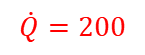 Q̇ = 200